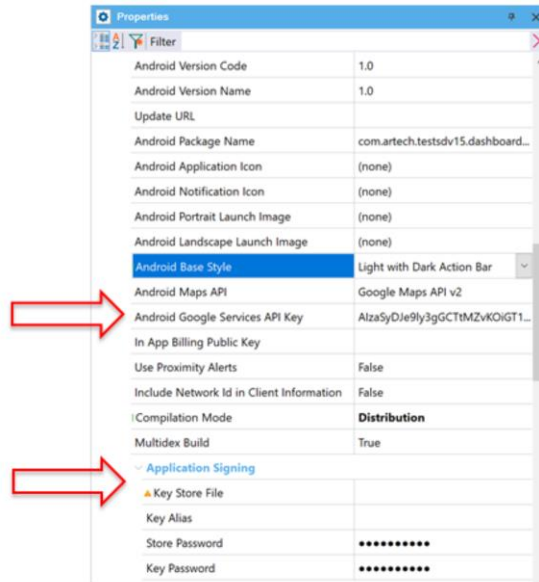 Properties
Filter
Android Version Code 1.0
Android Version Name 1.0
Update URL
Android Package Name com.artech.testsdv15.dashboard...
Android Application Icon (none)
Android Notification Icon (none)
Android Portrait Launch Image (none)
Android Landscape Launch Image (none)
Android Base Style Light with Dark Action Bar
Android Maps API Google Maps API v2
Android Google Services API Key AIzaSyDJe9Iy3gGCTtMZvKOiGT1...
In App Billing Public Key
Use Proximity Alerts False
Include Network Id in Client Information False
Compilation Mode Distribution
Multidex Build True
Application Signing
Key Store File
Key Alias
Store Password ●●●●●●●●●●
Key Password ●●●●●●●●●●